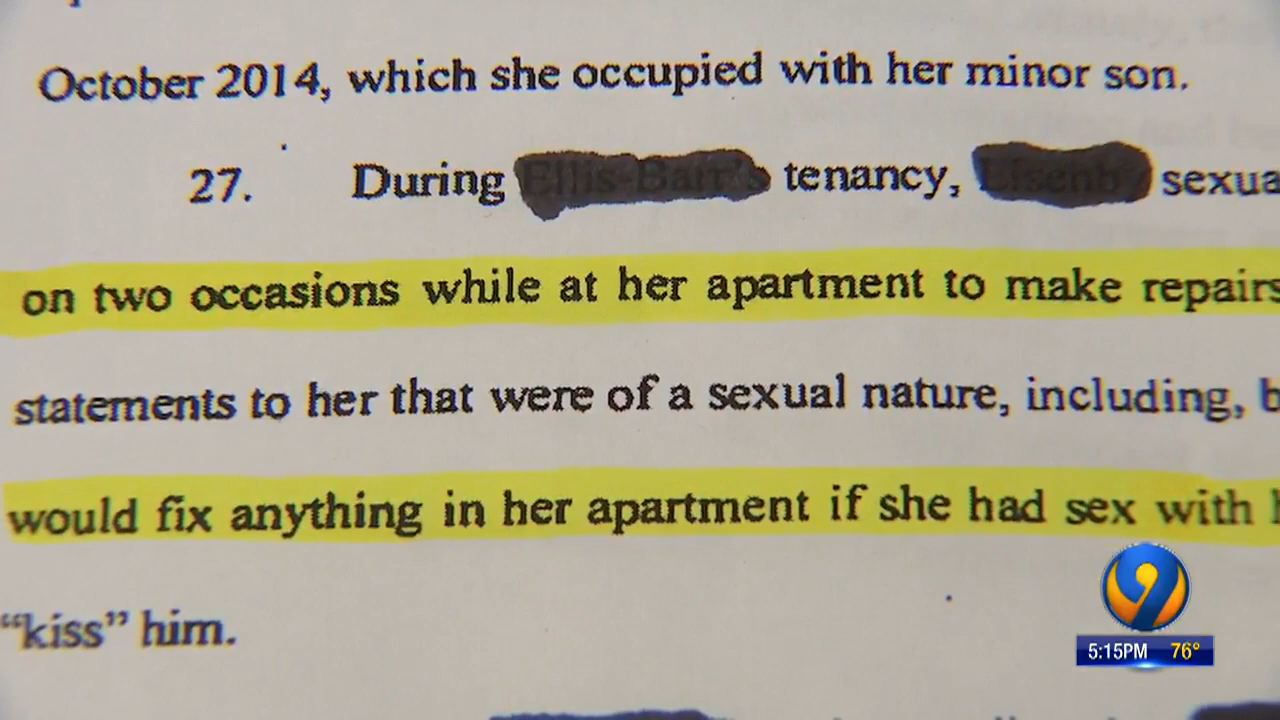 October 2014, which she occupied with her minor son.
27. During tenancy, sexua
on two occasions while at her apartment to make repairs
statements to her that were of a sexual nature, including, b
would fix anything in her apartment if she had sex with h
“kiss” him.
9
5:15PM 76°